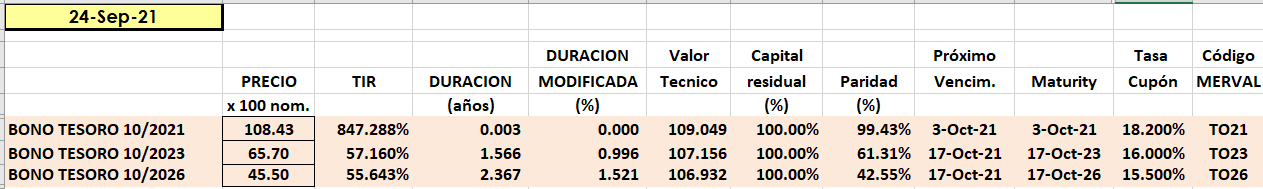 24-Sep-21
DURACION Valor Capital Próximo Tasa Código
PRECIO TIR DURACION MODIFICADA Tecnico residual Paridad Vencim. Maturity Cupón MERVAL
x 100 nom. (años) (%) (%) (%)
BONO TESORO 10/2021 108.43 847.288% 0.003 0.000 109.049 100.00% 99.43% 3-Oct-21 3-Oct-21 18.200% TO21
BONO TESORO 10/2023 65.70 57.160% 1.566 0.996 107.156 100.00% 61.31% 17-Oct-21 17-Oct-23 16.000% TO23
BONO TESORO 10/2026 45.50 55.643% 2.367 1.521 106.932 100.00% 42.55% 17-Oct-21 17-Oct-26 15.500% TO26